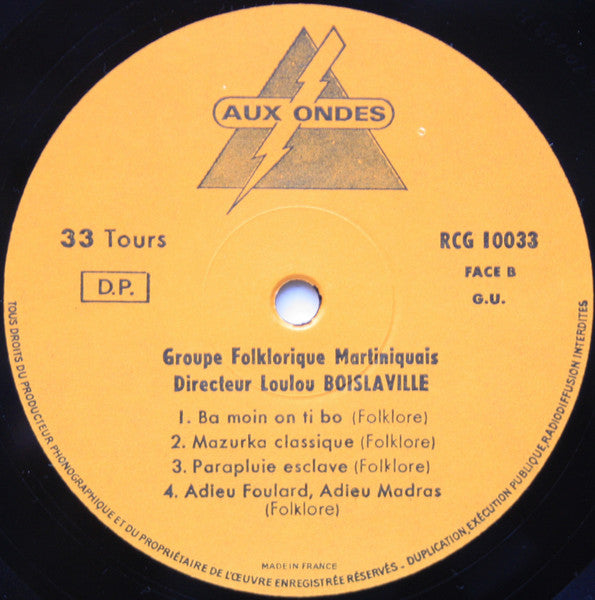 AUX ONDES
33 Tours
RCG 10033
D.P.
FACE B
G.U.
Groupe Folklorique Martiniquais
Directeur Loulou BOISLAVILLE
1. Ba moin on ti bo (Folklore)
2. Mazurka classique (Folklore)
3. Parapluie esclave (Folklore)
4. Adieu Foulard, Adieu Madras
(Folklore)
MADE IN FRANCE
TOUS DROITS DU PRODUCTEUR PHONOGRAPHIQUE ET DU PROPRIÉTAIRE DE L'ŒUVRE ENREGISTRÉE RÉSERVÉS - DUPLICATION, EXÉCUTION PUBLIQUE, RADIODIFFUSION INTERDITES